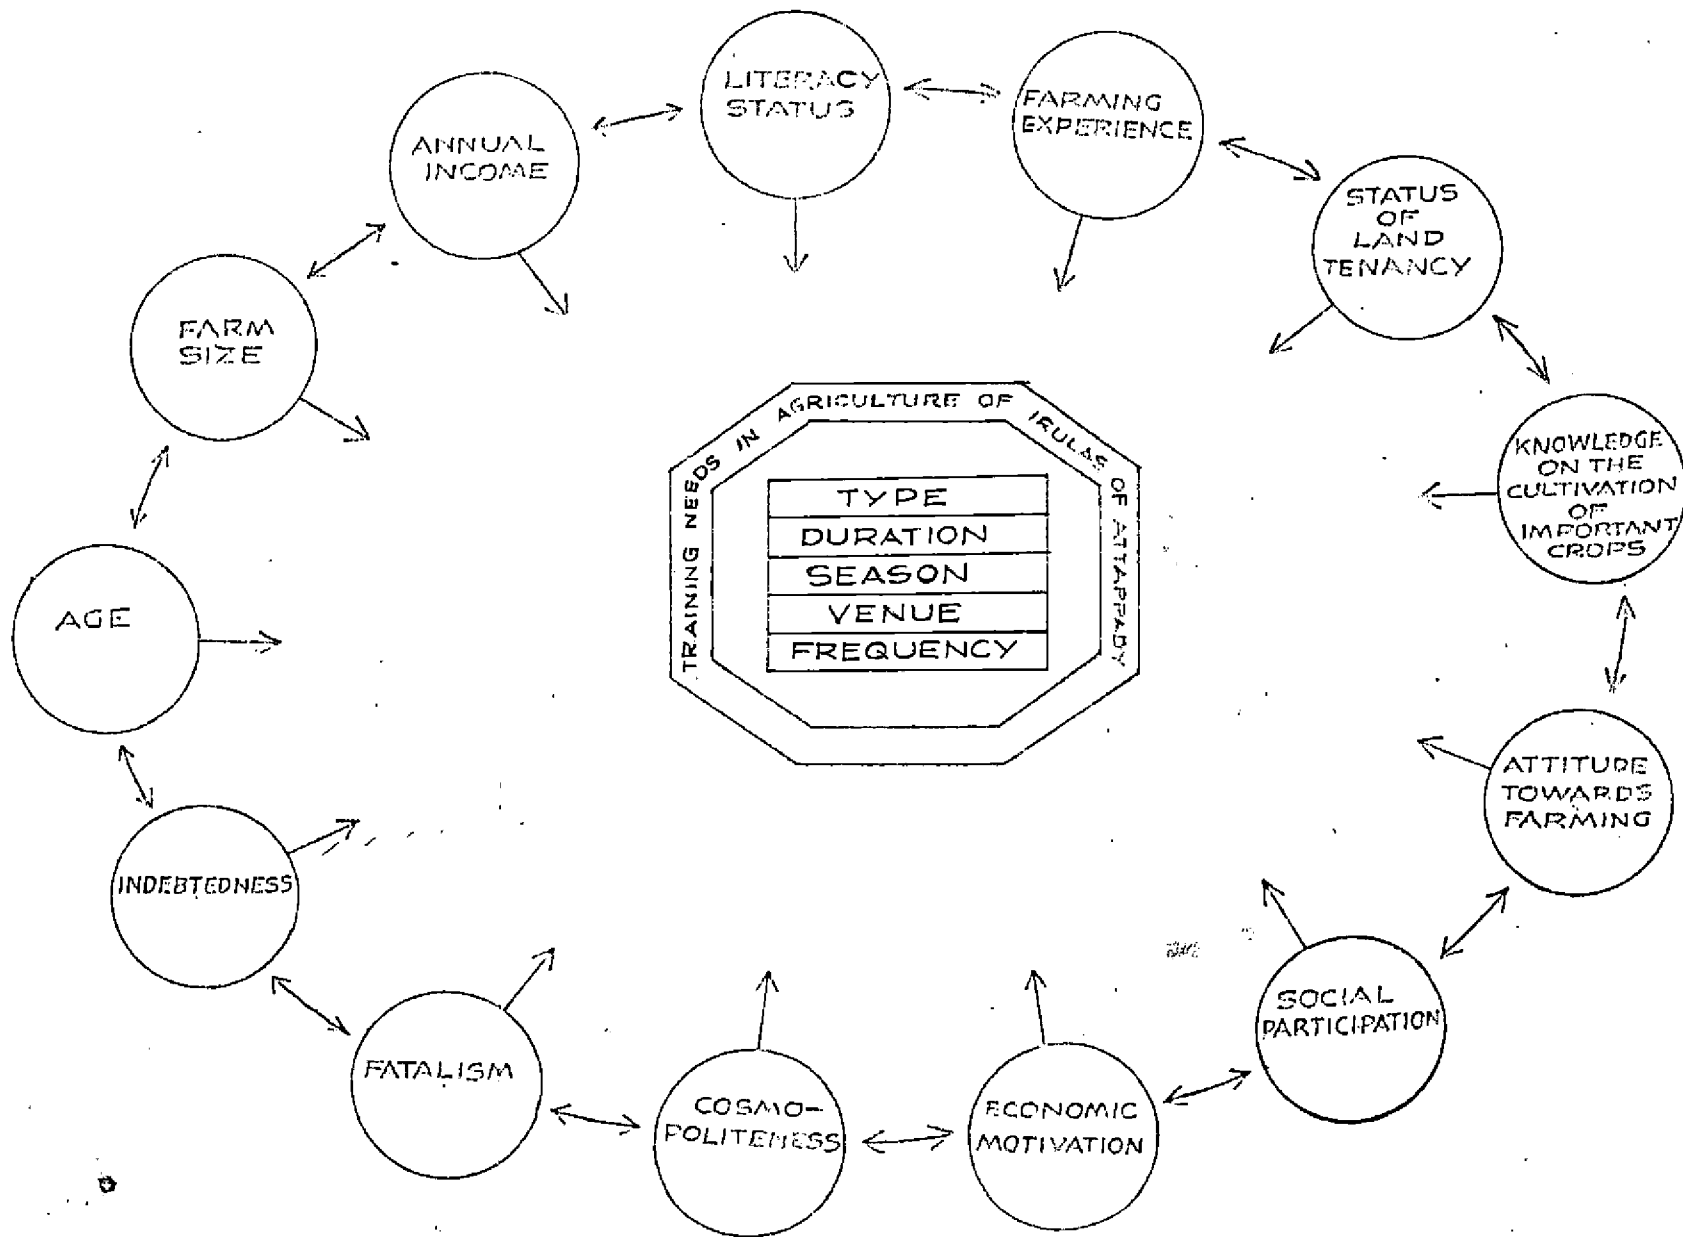 LITERACY
STATUS
FARMING
EXPERIENCE
STATUS
OF
LAND
TENANCY
KNOWLEDGE
ON THE
CULTIVATION
OF
IMPORTANT
CROPS
ATTITUDE
TOWARDS
FARMING
SOCIAL
PARTICIPATION
ECONOMIC
MOTIVATION
COSMO-
POLITENESS
FATALISM
INDEBTEDNESS
AGE
FARM
SIZE
ANNUAL
INCOME
TRAINING NEEDS IN AGRICULTURE OF IRULAS OF ATTAPPADY
TYPE
DURATION
SEASON
VENUE
FREQUENCY